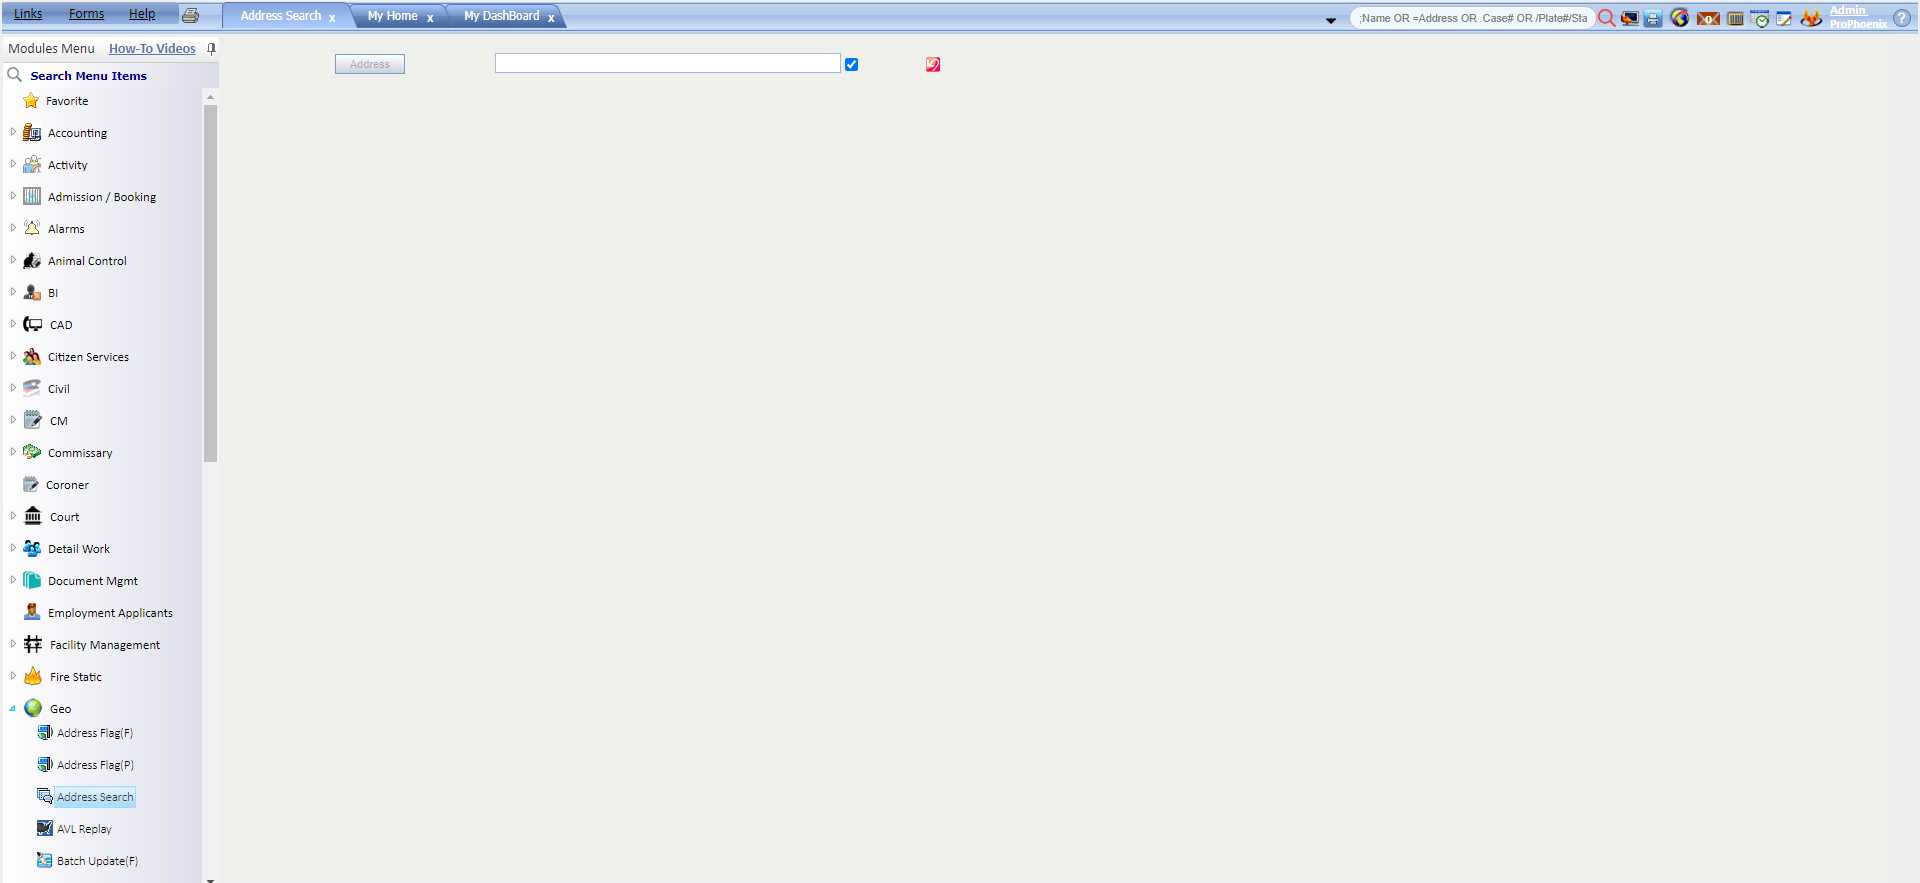 Links Forms Help
Address Search x My Home x My DashBoard x
;Name OR =Address OR .Case# OR /Plate#/Sta
Admin
ProPhoenix
?
Modules Menu How-To Videos
Search Menu Items
Address
Favorite
Accounting
Activity
Admission / Booking
Alarms
Animal Control
BI
CAD
Citizen Services
Civil
CM
Commissary
Coroner
Court
Detail Work
Document Mgmt
Employment Applicants
Facility Management
Fire Static
Geo
Address Flag(F)
Address Flag(P)
Address Search
AVL Replay
Batch Update(F)